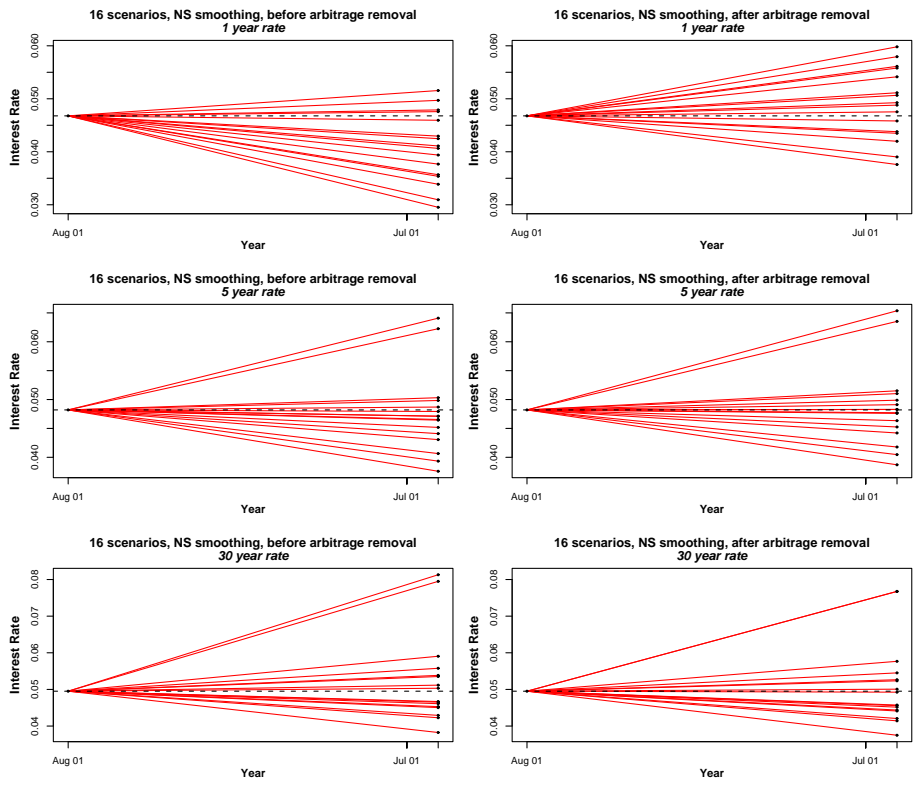 16 scenarios, NS smoothing, before arbitrage removal
1 year rate
Interest Rate
0.030 0.040 0.050 0.060
Aug 01 Jul 01
Year
16 scenarios, NS smoothing, after arbitrage removal
1 year rate
Interest Rate
0.030 0.040 0.050 0.060
Aug 01 Jul 01
Year
16 scenarios, NS smoothing, before arbitrage removal
5 year rate
Interest Rate
0.040 0.050 0.060
Aug 01 Jul 01
Year
16 scenarios, NS smoothing, after arbitrage removal
5 year rate
Interest Rate
0.040 0.050 0.060
Aug 01 Jul 01
Year
16 scenarios, NS smoothing, before arbitrage removal
30 year rate
Interest Rate
0.04 0.05 0.06 0.07 0.08
Aug 01 Jul 01
Year
16 scenarios, NS smoothing, after arbitrage removal
30 year rate
Interest Rate
0.04 0.05 0.06 0.07 0.08
Aug 01 Jul 01
Year